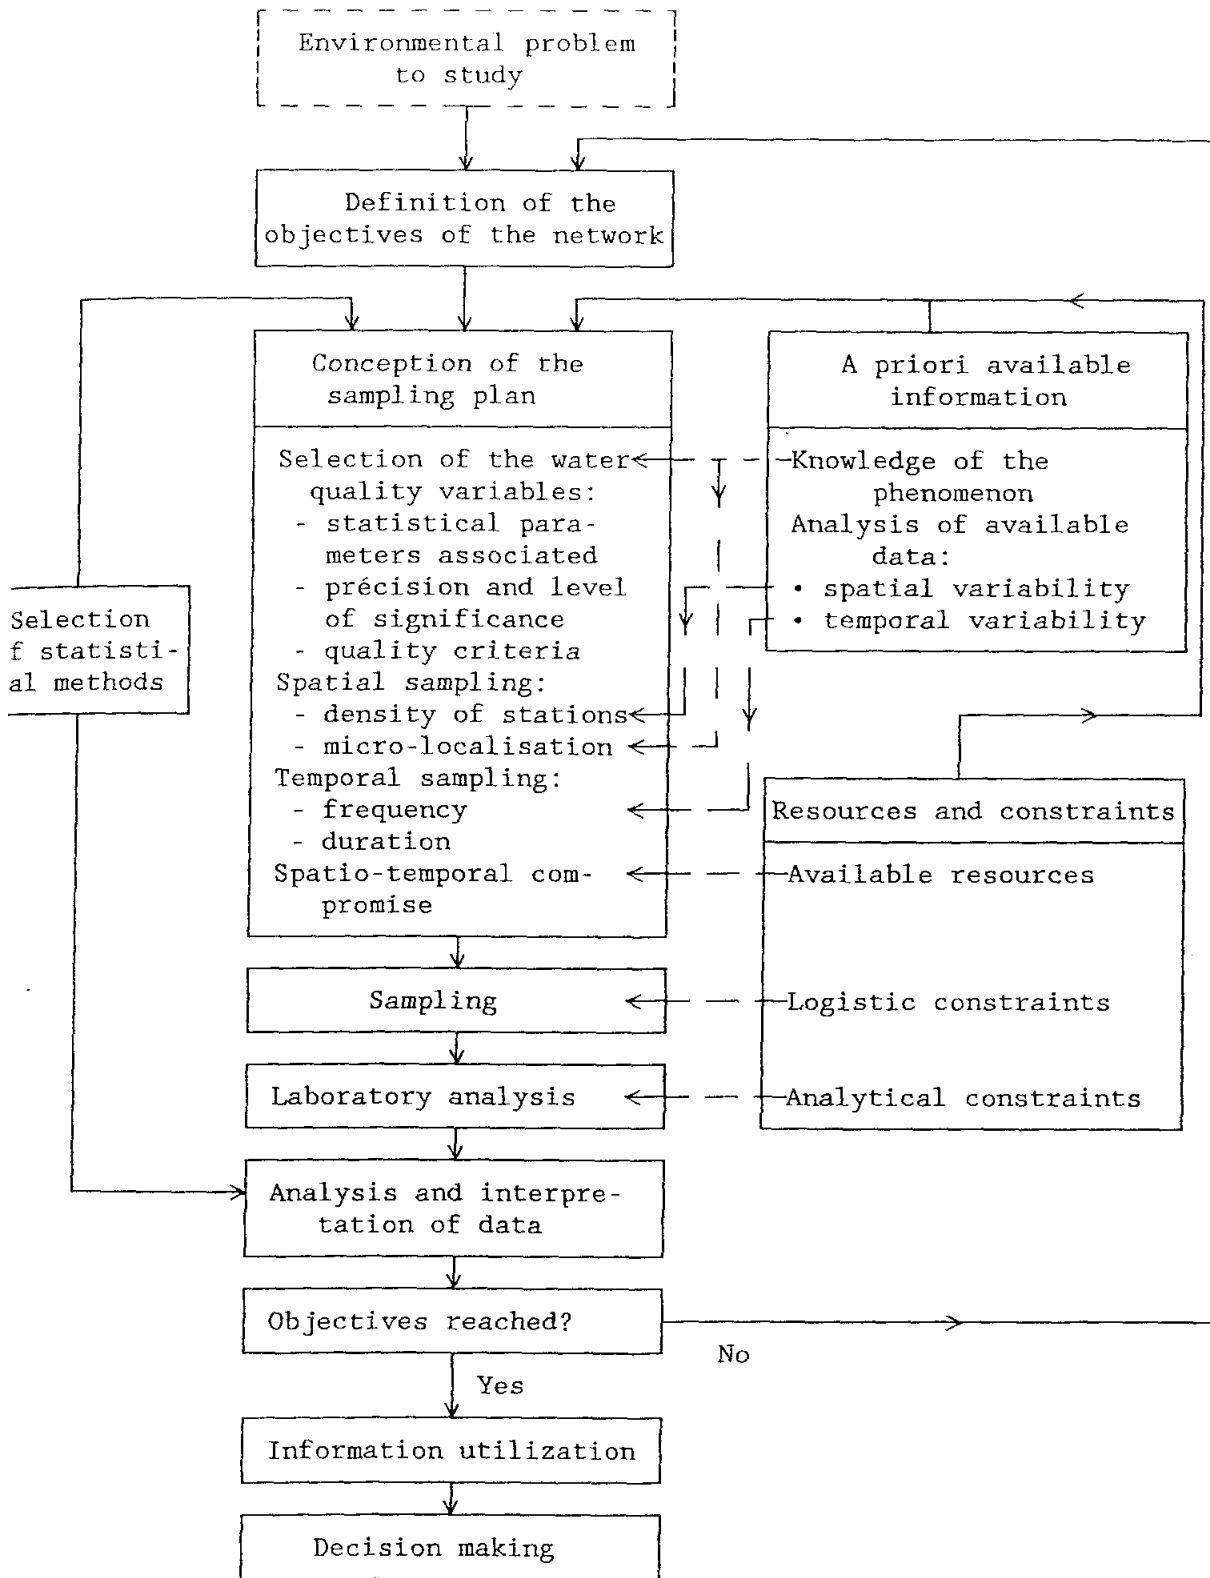 Environmental problem
to study
Definition of the
objectives of the network
Conception of the
sampling plan
Selection of the water
quality variables:
- statistical para-
meters associated
- précision and level
of significance
- quality criteria
Spatial sampling:
- density of stations
- micro-localisation
Temporal sampling:
- frequency
- duration
Spatio-temporal com-
promise
A priori available
information
Knowledge of the
phenomenon
Analysis of available
data:
• spatial variability
• temporal variability
Selection
f statisti-
al methods
Resources and constraints
Available resources
Logistic constraints
Analytical constraints
Sampling
Laboratory analysis
Analysis and interpre-
tation of data
Objectives reached?
No
Yes
Information utilization
Decision making